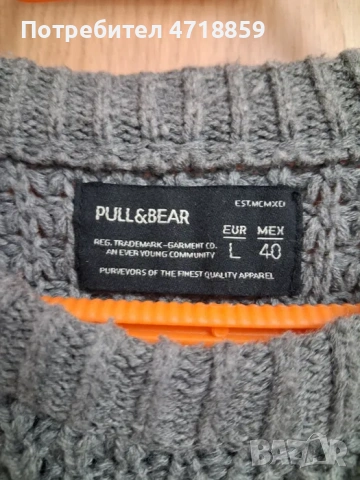 Потребител 4718859
EST.MCMXCI
PULL&BEAR
EUR MEX
L 40
REG. TRADEMARK-GARMENT CO.
AN EVER YOUNG COMMUNITY
PURVEYORS OF THE FINEST QUALITY APPAREL
BAZAR